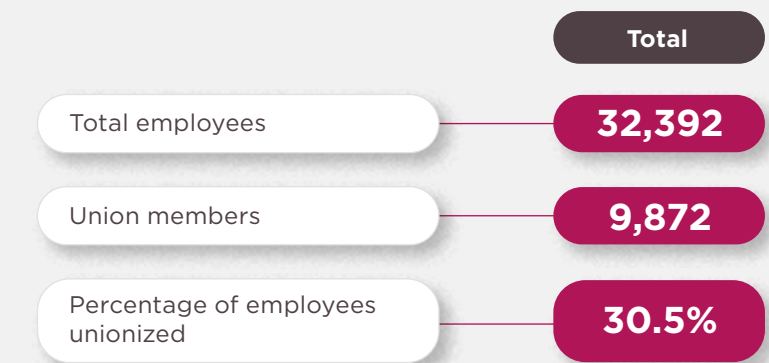 Total
Total employees
32,392
Union members
9,872
Percentage of employees
unionized
30.5%